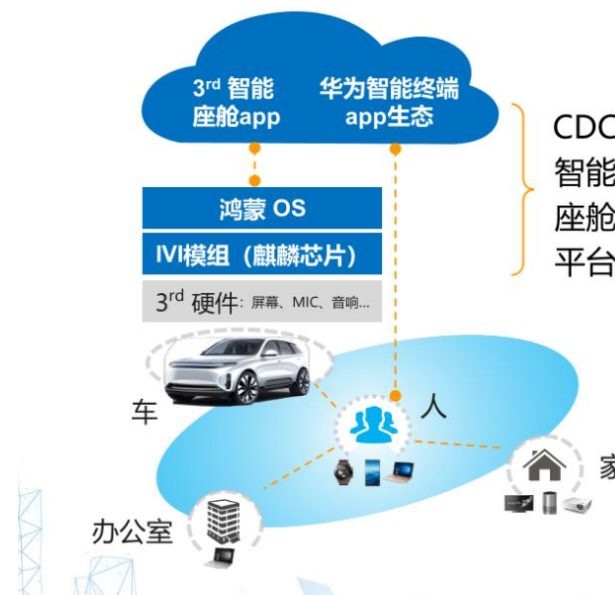 3rd 智能
座舱app
华为智能终端
app生态
鸿蒙 OS
IVI模组（麒麟芯片）
3rd 硬件: 屏幕、MIC、音响...
CDC
智能
座舱
平台
车
人
家
办公室